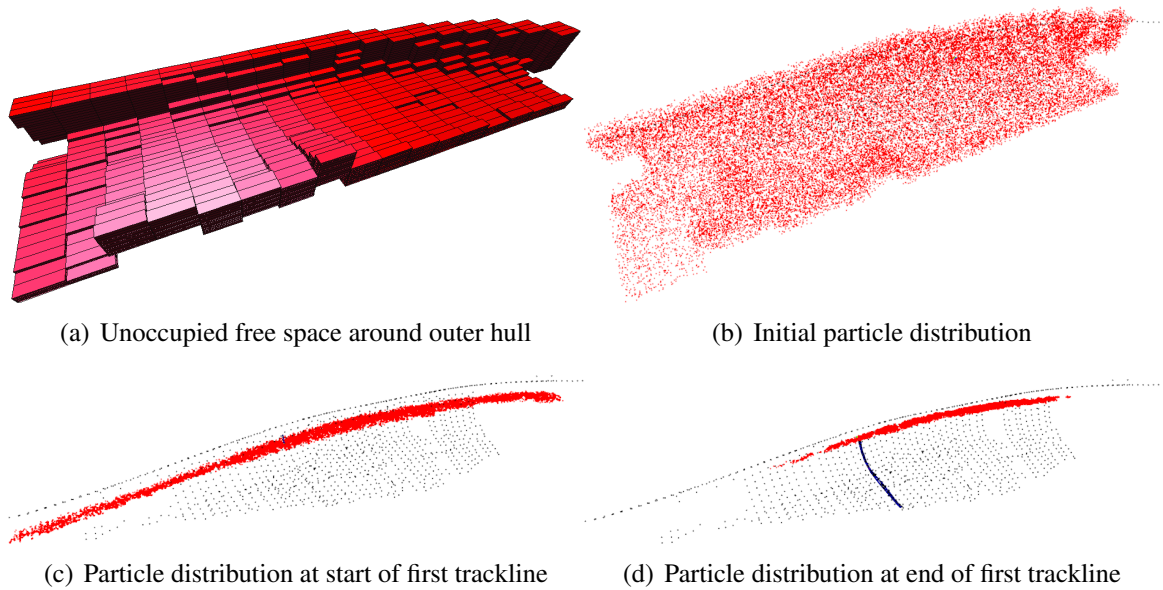 (a) Unoccupied free space around outer hull
(b) Initial particle distribution
(c) Particle distribution at start of first trackline
(d) Particle distribution at end of first trackline